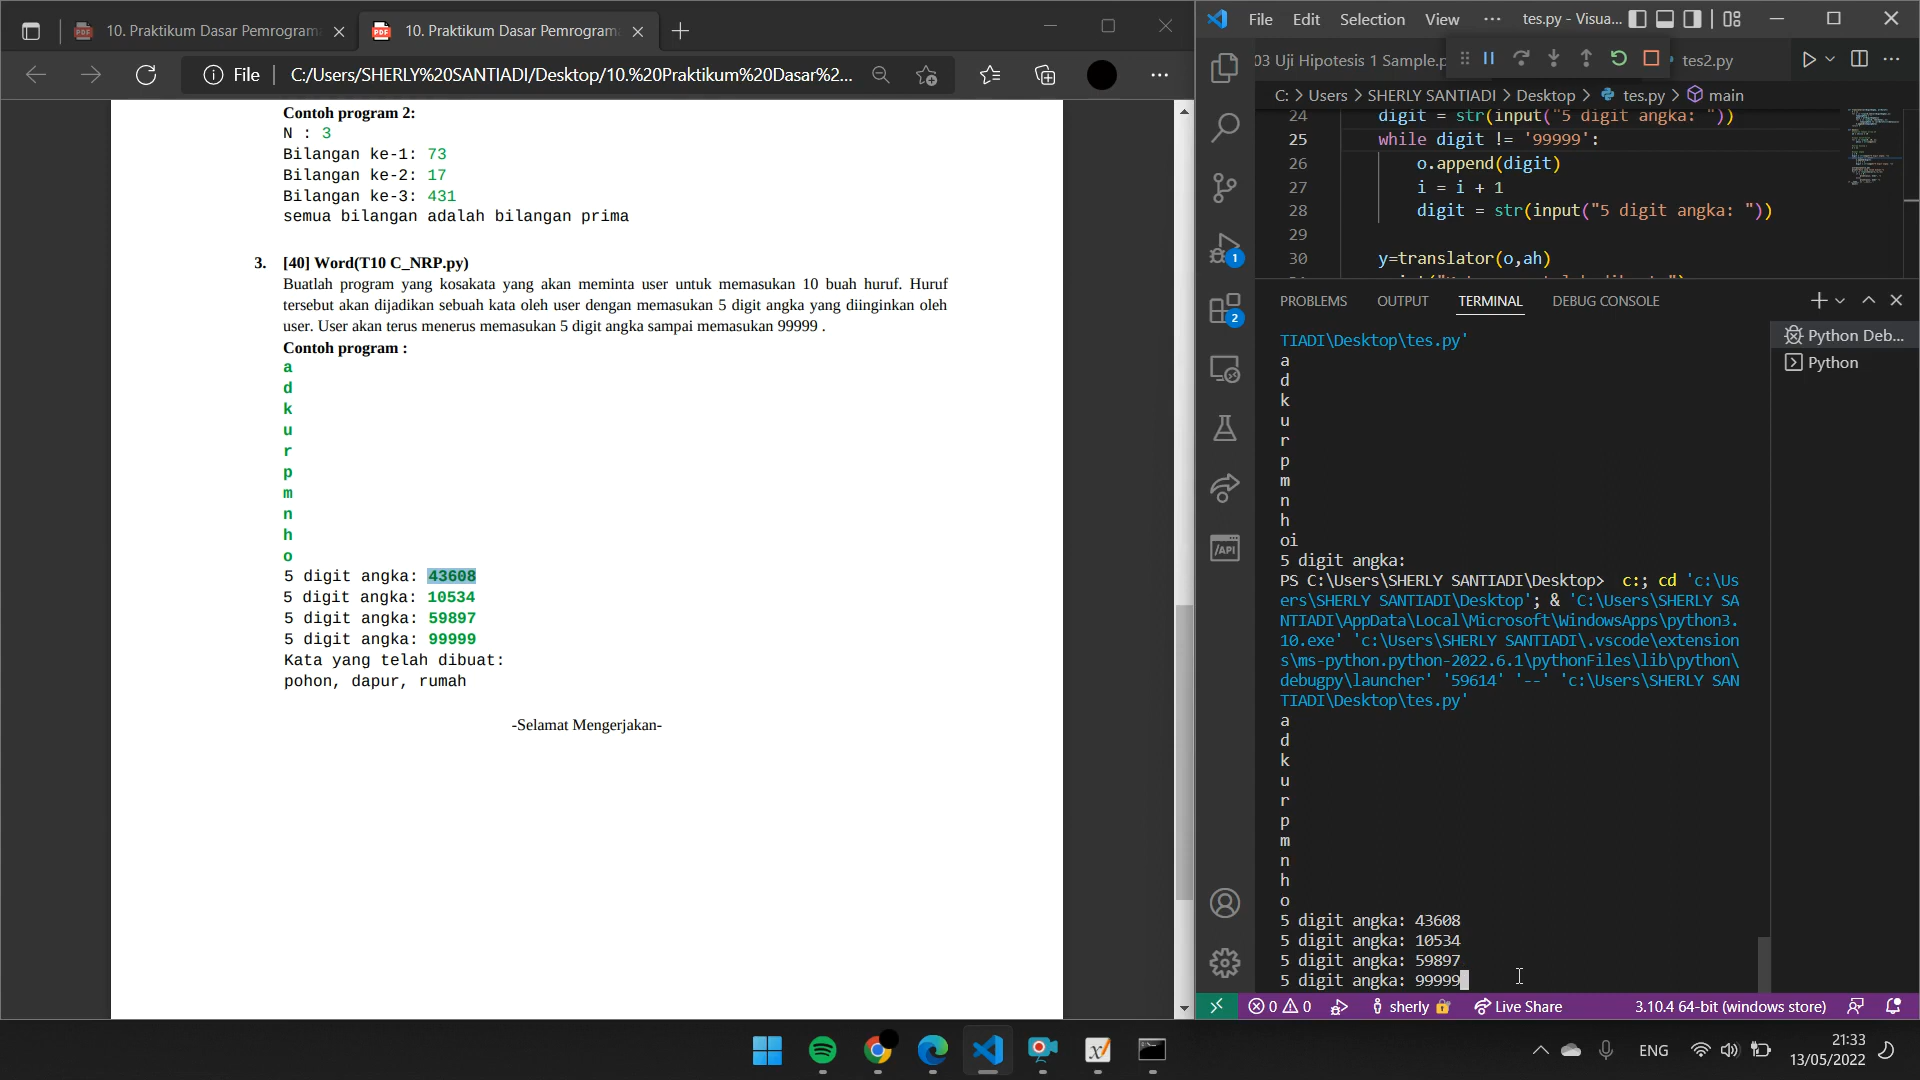 10. Praktikum Dasar Pemrogram
10. Praktikum Dasar Pemrogram
File
C:/Users/SHERLY%20SANTIADI/Desktop/10.%20Praktikum%20Dasar%2...
Contoh program 2:
N : 3
Bilangan ke-1: 73
Bilangan ke-2: 17
Bilangan ke-3: 431
semua bilangan adalah bilangan prima
3. [40] Word(T10 C_NRP.py)
Buatlah program yang kosakata yang akan meminta user untuk memasukan 10 buah huruf. Huruf
tersebut akan dijadikan sebuah kata oleh user dengan memasukan 5 digit angka yang diinginkan oleh
user. User akan terus menerus memasukan 5 digit angka sampai memasukan 99999 .
Contoh program :
a
d
k
u
r
p
m
n
h
o
5 digit angka: 43608
5 digit angka: 10534
5 digit angka: 59897
5 digit angka: 99999
Kata yang telah dibuat:
pohon, dapur, rumah
-Selamat Mengerjakan-
File Edit Selection View ··· tes.py - Visua...
03 Uji Hipotesis 1 Sample.p
tes2.py
C: > Users > SHERLY SANTIADI > Desktop > tes.py > main
24 digit = str(input("5 digit angka: "))
25 while digit != '99999':
26 o.append(digit)
27 i = i + 1
28 digit = str(input("5 digit angka: "))
29
30 y=translator(o,ah)
PROBLEMS OUTPUT TERMINAL DEBUG CONSOLE
Python Deb...
Python
TIADI\Desktop\tes.py'
a
d
k
u
r
p
m
n
h
oi
5 digit angka:
PS C:\Users\SHERLY SANTIADI\Desktop>  c:; cd 'c:\Us
ers\SHERLY SANTIADI\Desktop'; & 'C:\Users\SHERLY SA
NTIADI\AppData\Local\Microsoft\WindowsApps\python3.
10.exe' 'c:\Users\SHERLY SANTIADI\.vscode\extension
s\ms-python.python-2022.6.1\pythonFiles\lib\python\
debugpy\launcher' '59614' '--' 'c:\Users\SHERLY SAN
TIADI\Desktop\tes.py'
a
d
k
u
r
p
m
n
h
o
5 digit angka: 43608
5 digit angka: 10534
5 digit angka: 59897
5 digit angka: 99999
0 0 sherly Live Share 3.10.4 64-bit (windows store)
1
2
/API
ENG
21:33
13/05/2022